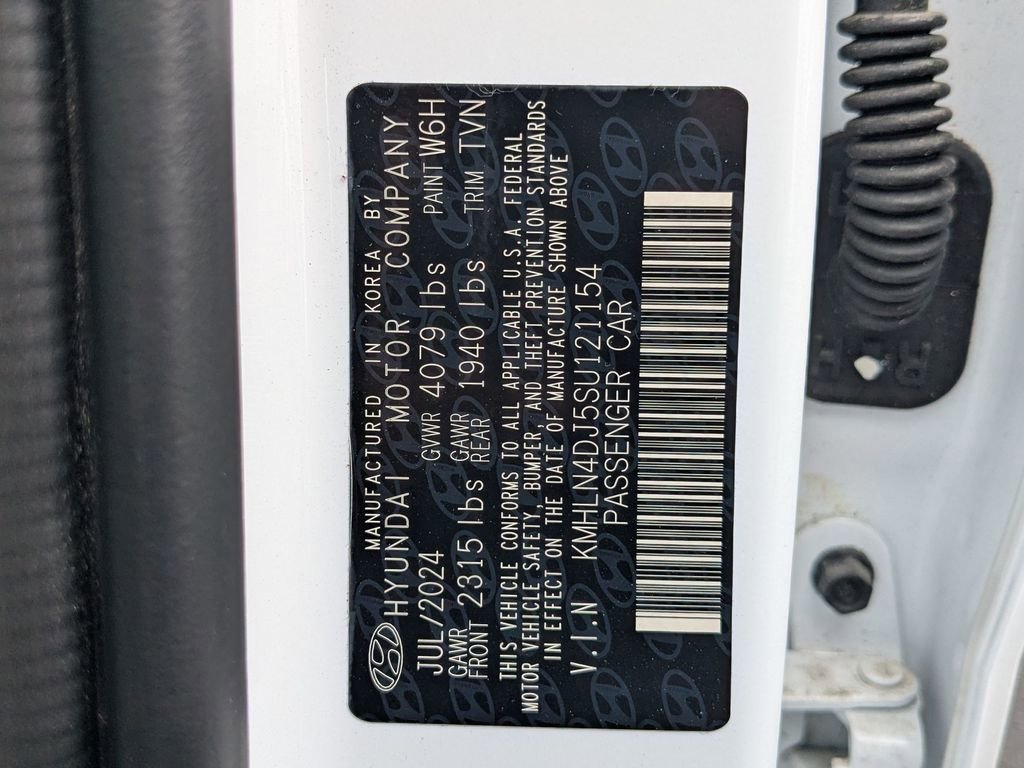 MANUFACTURED IN KOREA BY
HYUNDAI MOTOR COMPANY
JUL/2024 GVWR 4079 lbs PAINT W6H
GAWR FRONT 2315 lbs GAWR REAR 1940 lbs TRIM TVN
THIS VEHICLE CONFORMS TO ALL APPLICABLE U.S.A. FEDERAL
MOTOR VEHICLE SAFETY, BUMPER, AND THEFT PREVENTION STANDARDS
IN EFFECT ON THE DATE OF MANUFACTURE SHOWN ABOVE
V.I.N KMHLN4DJ5SU121154
PASSENGER CAR